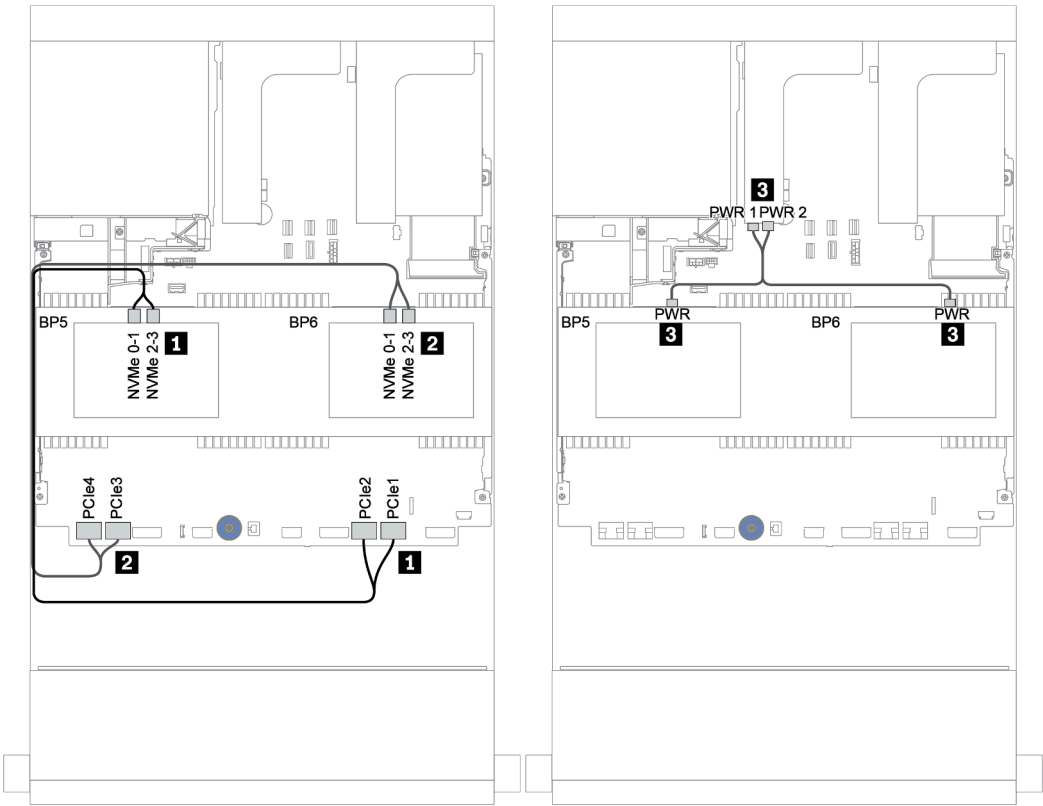 BP5
NVMe 0-1
NVMe 2-3
1
BP6
NVMe 0-1
NVMe 2-3
2
PCIe4
PCIe3
2
PCIe2
PCIe1
1
3
PWR 1 PWR 2
BP5
PWR
3
BP6
PWR
3